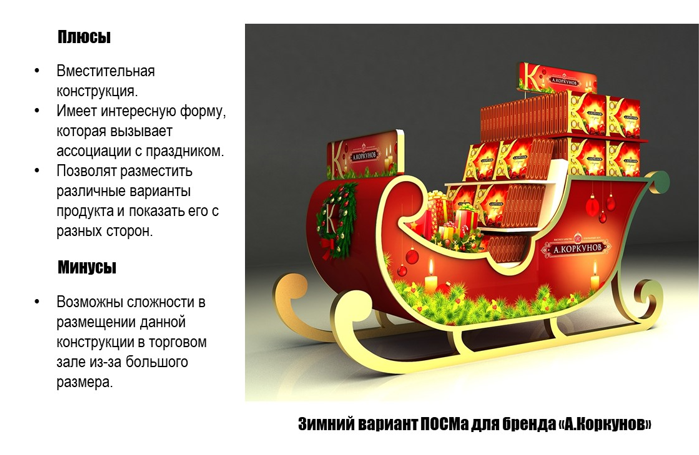 Плюсы
• Вместительная
конструкция.
• Имеет интересную форму,
которая вызывает
ассоциации с праздником.
• Позволят разместить
различные варианты
продукта и показать его с
разных сторон.
Минусы
• Возможны сложности в
размещении данной
конструкции в торговом
зале из-за большого
размера.
К
А.КОРКУНОВ
К
А.КОРКУНОВ
К
А.КОРКУНОВ
Зимний вариант ПОСМа для бренда «А.Коркунов»